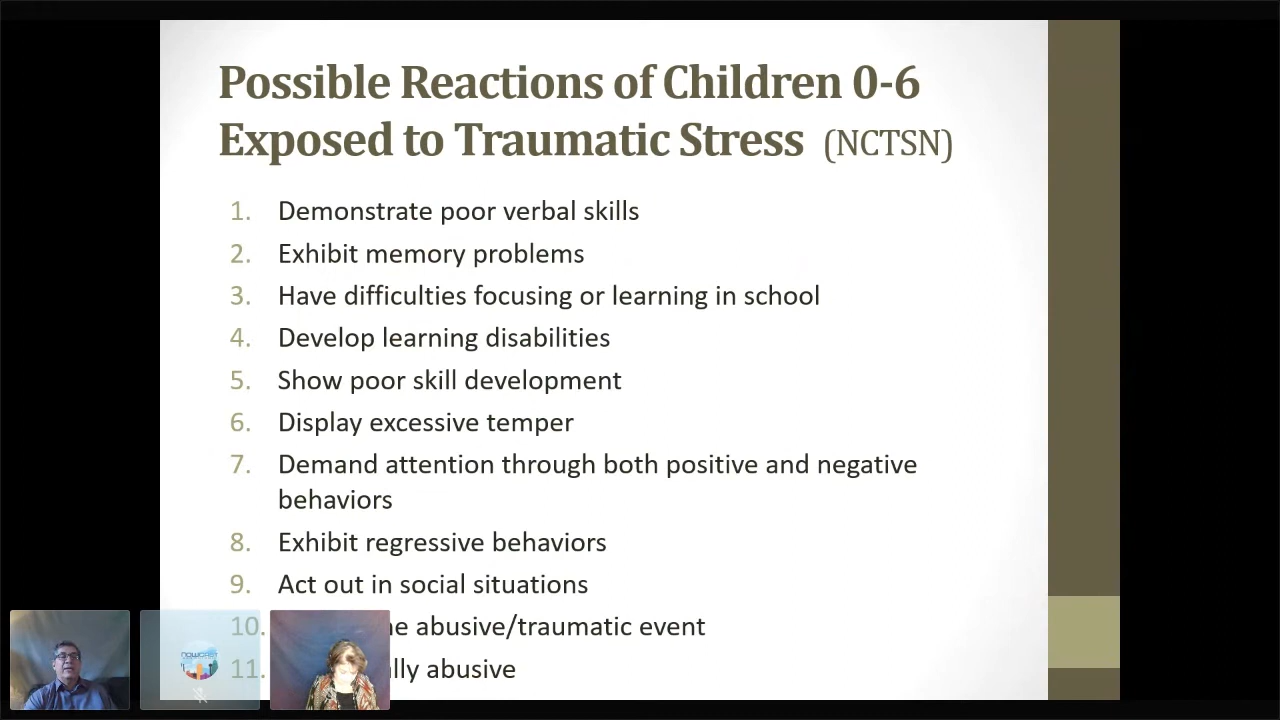 Possible Reactions of Children 0-6
Exposed to Traumatic Stress (NCTSN)
1. Demonstrate poor verbal skills
2. Exhibit memory problems
3. Have difficulties focusing or learning in school
4. Develop learning disabilities
5. Show poor skill development
6. Display excessive temper
7. Demand attention through both positive and negative
behaviors
8. Exhibit regressive behaviors
9. Act out in social situations
10. abusive/traumatic event
11. abusive
NOWCAST